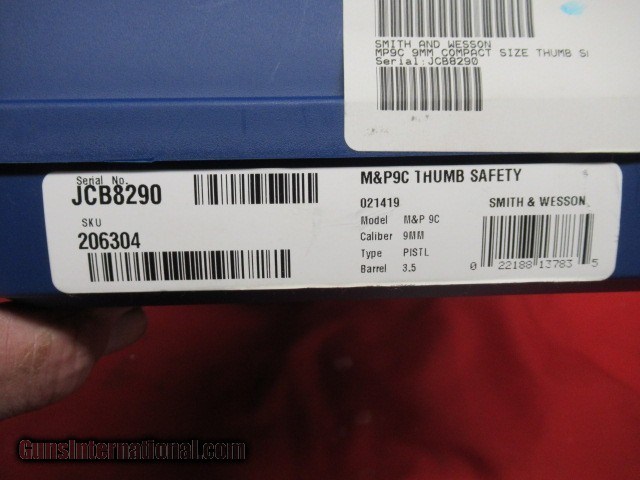 SMITH AND WESSON
MP9C 9MM COMPACT SIZE THUMB
Serial:JCB8290
Serial No.
JCB8290
SKU
206304
M&P9C THUMB SAFETY
021419
Model M&P 9C
Caliber 9MM
Type PISTL
Barrel 3.5
SMITH & WESSON
0 22188 13783 5
GunsInternational.com